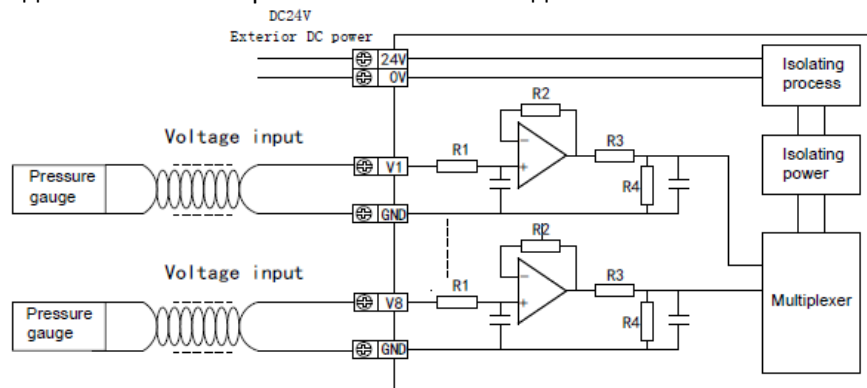 DC24V
Exterior DC power
24V
0V
Isolating
process
R2
Voltage input
R1
R3
V1
Pressure
gauge
R4
Isolating
power
GND
R2
Voltage input
R1
R3
V8
Pressure
gauge
R4
Multiplexer
GND